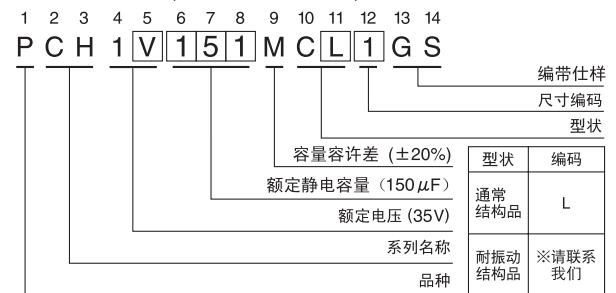 1 2 3 4 5 6 7 8 9 10 11 12 13 14
P C H 1 V 1 5 1 M C L 1 G S
编带仕样
尺寸编码
型状
容量容许差 (±20%)
额定静电容量（150μF）
额定电压 (35V)
系列名称
品种
型状 编码
通常
结构品
L
耐振动
结构品
※请联系
我们